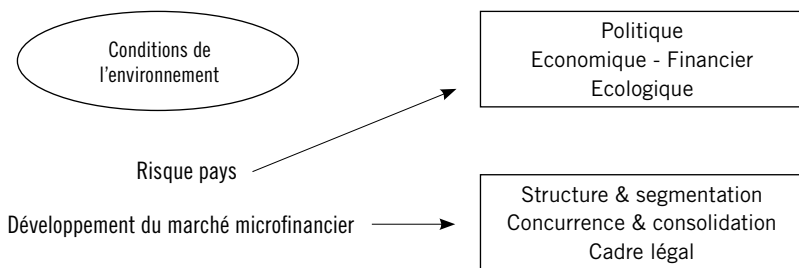 Conditions de
l'environnement
Politique
Economique - Financier
Ecologique
Risque pays
Développement du marché microfinancier
Structure & segmentation
Concurrence & consolidation
Cadre légal